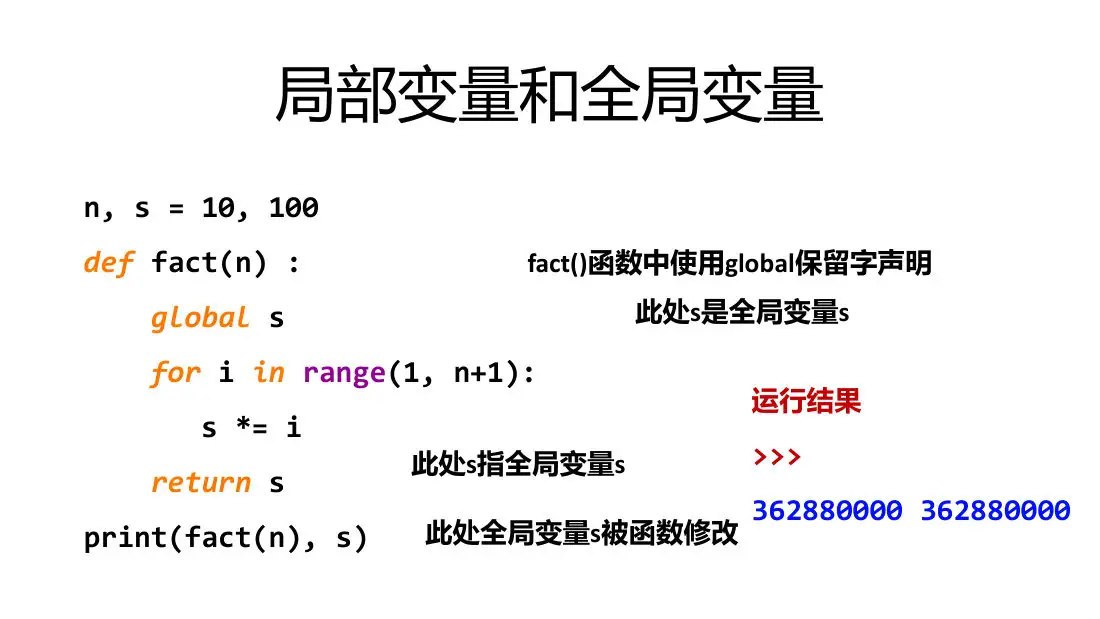 局部变量和全局变量
n, s = 10, 100
def fact(n) :
fact()函数中使用global保留字声明
此处s是全局变量s
global s
for i in range(1, n+1):
运行结果
s *= i
>>>
此处s指全局变量s
return s
362880000 362880000
此处全局变量s被函数修改
print(fact(n), s)